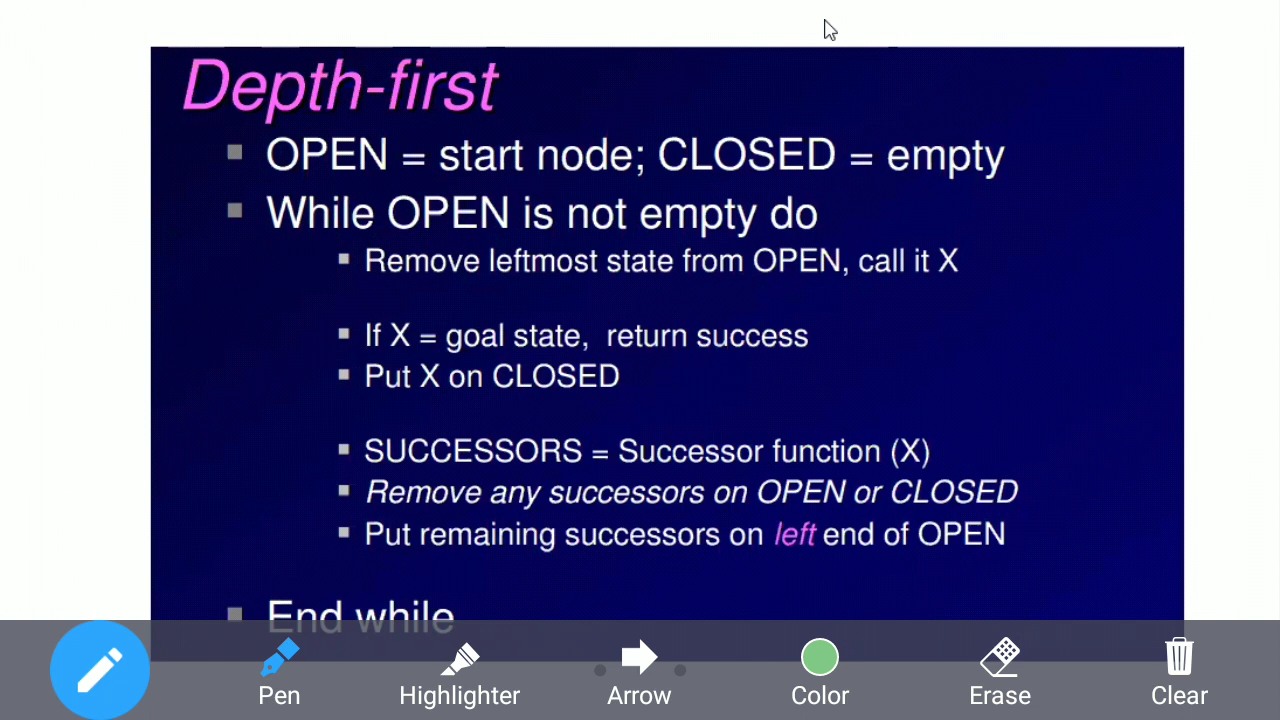 Depth-first
OPEN = start node; CLOSED = empty
While OPEN is not empty do
Remove leftmost state from OPEN, call it X
If X = goal state, return success
Put X on CLOSED
SUCCESSORS = Successor function (X)
Remove any successors on OPEN or CLOSED
Put remaining successors on left end of OPEN
End while
Pen Highlighter Arrow Color Erase Clear